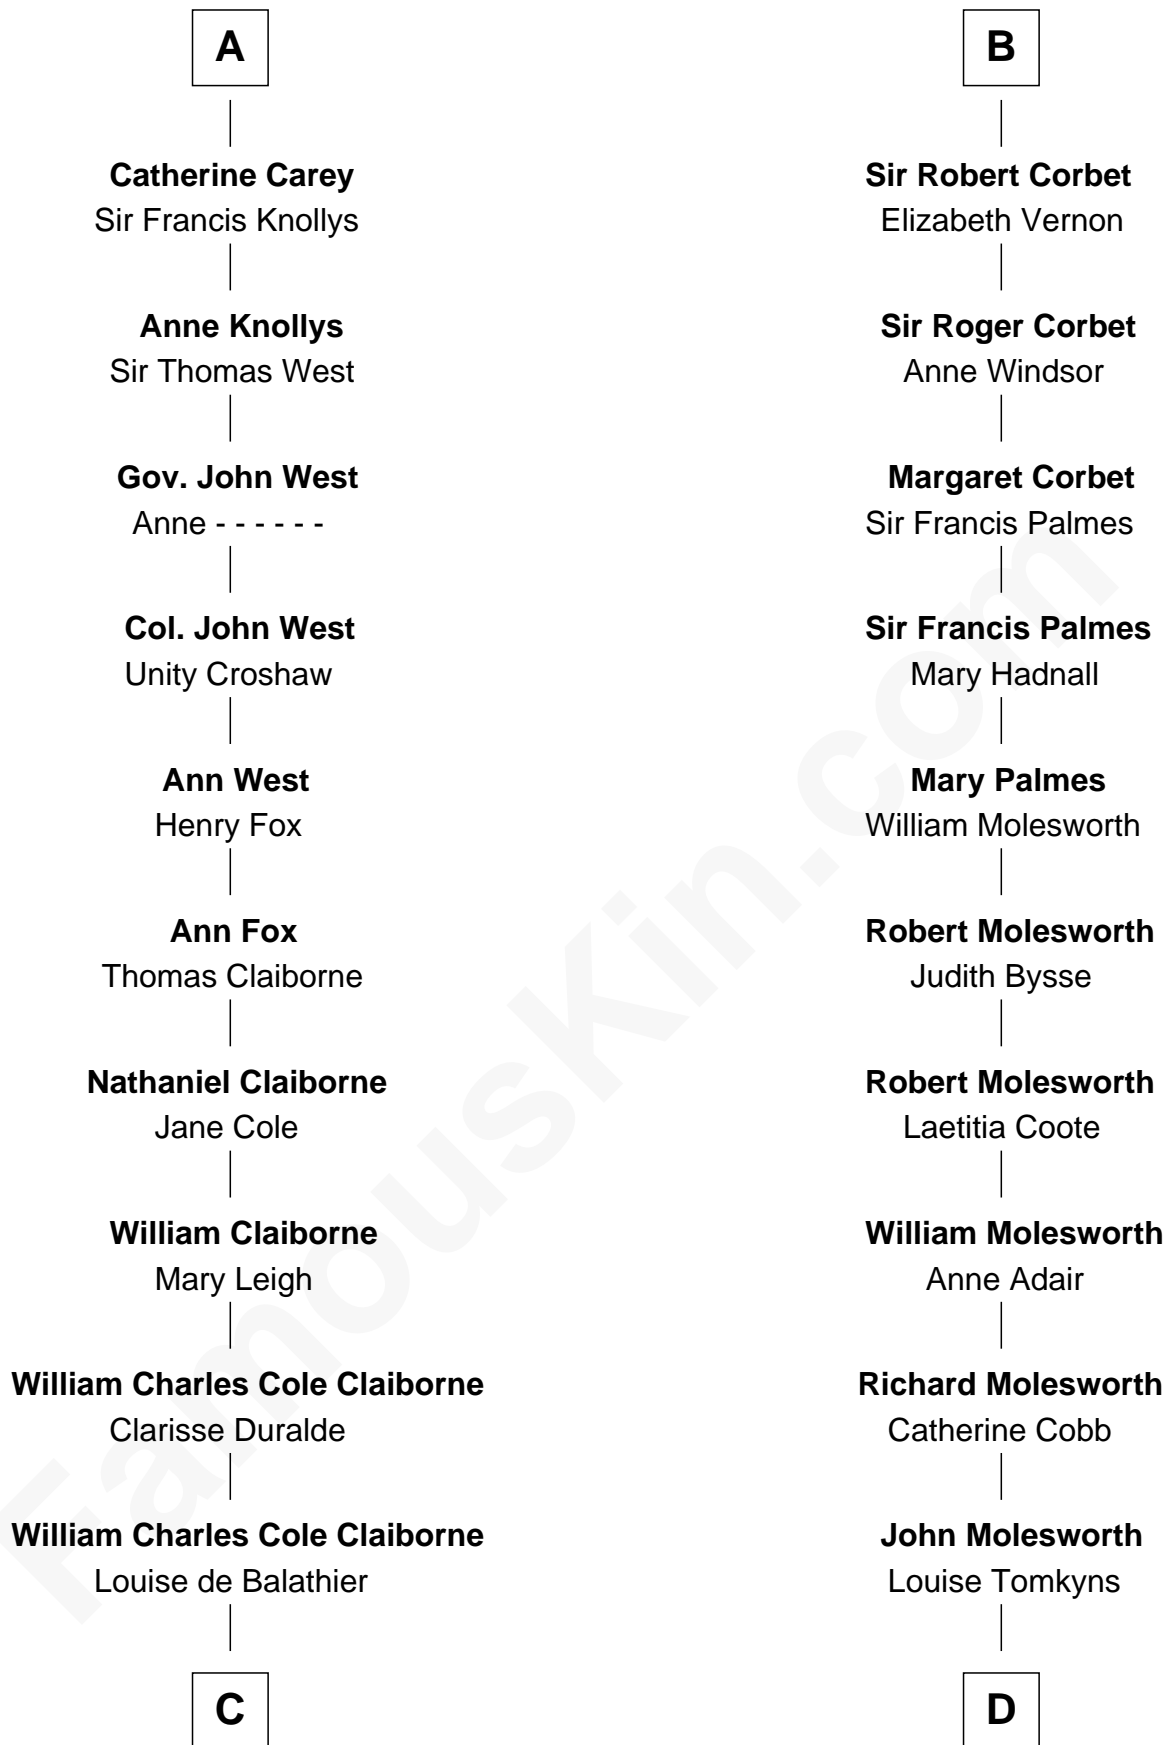 A
Catherine Carey
Sir Francis Knollys
Anne Knollys
Sir Thomas West
Gov. John West
Anne - - - - - -
Col. John West
Unity Croshaw
Ann West
Henry Fox
Ann Fox
Thomas Claiborne
Nathaniel Claiborne
Jane Cole
William Claiborne
Mary Leigh
William Charles Cole Claiborne
Clarisse Duralde
William Charles Cole Claiborne
Louise de Balathier
C
B
Sir Robert Corbet
Elizabeth Vernon
Sir Roger Corbet
Anne Windsor
Margaret Corbet
Sir Francis Palmes
Sir Francis Palmes
Mary Hadnall
Mary Palmes
William Molesworth
Robert Molesworth
Judith Bysse
Robert Molesworth
Laetitia Coote
William Molesworth
Anne Adair
Richard Molesworth
Catherine Cobb
John Molesworth
Louise Tomkyns
D
FamousKin.com